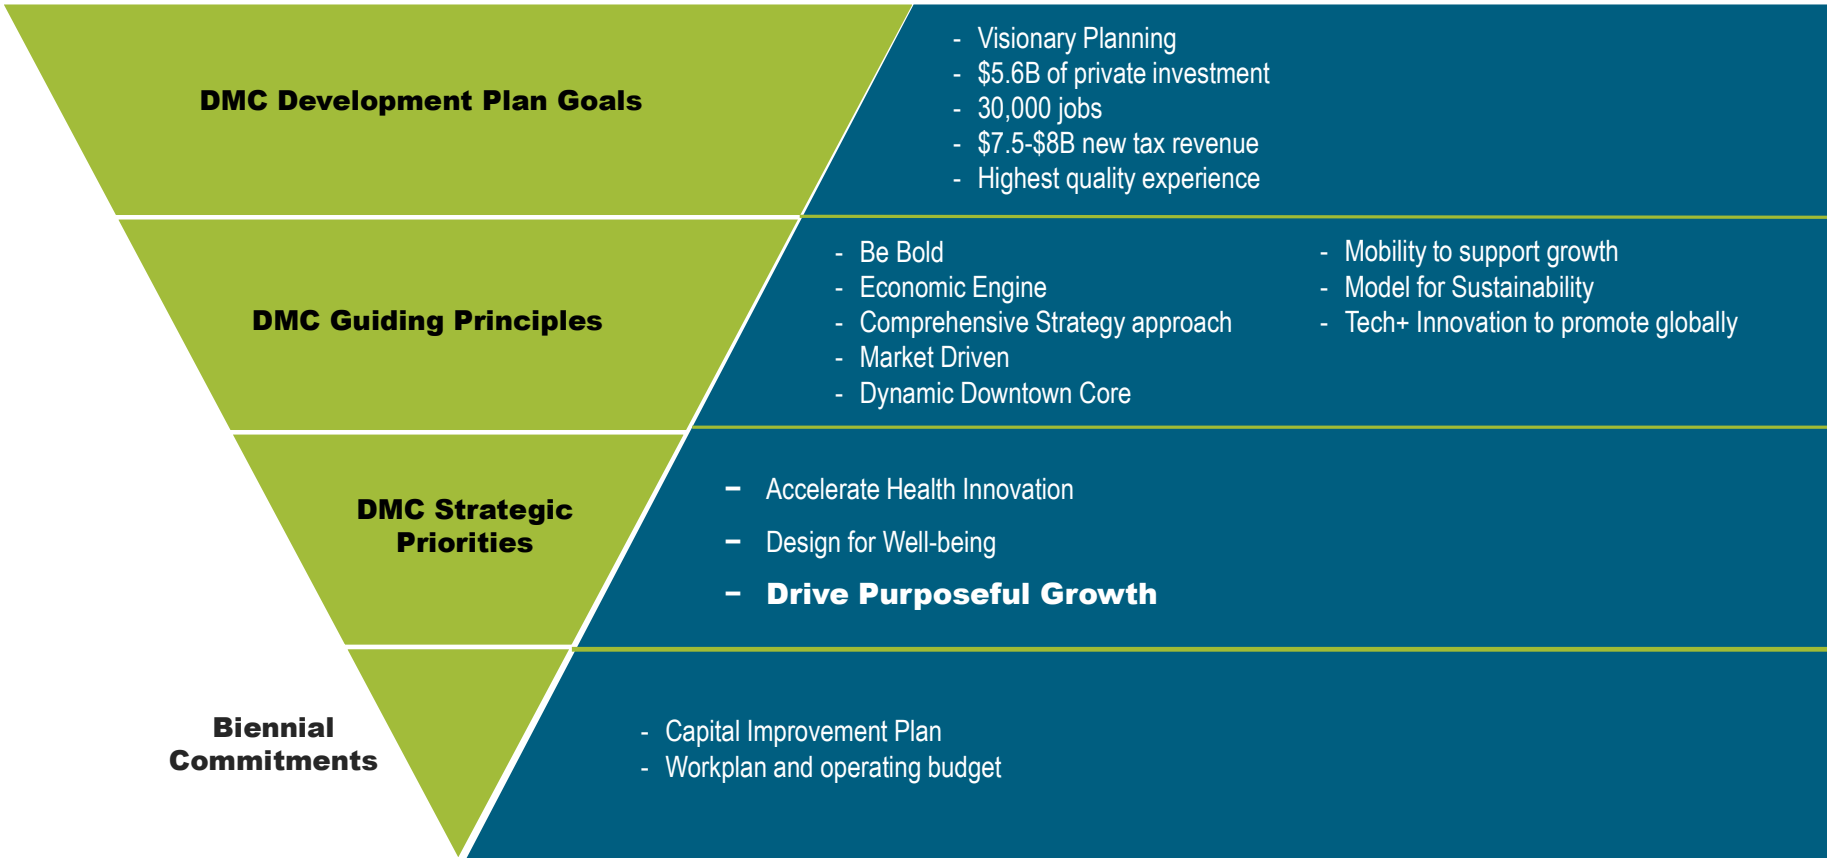 DMC Development Plan Goals
- Visionary Planning
- $5.6B of private investment
- 30,000 jobs
- $7.5-$8B new tax revenue
- Highest quality experience
DMC Guiding Principles
- Be Bold
- Economic Engine
- Comprehensive Strategy approach
- Market Driven
- Dynamic Downtown Core
- Mobility to support growth
- Model for Sustainability
- Tech+ Innovation to promote globally
DMC Strategic
Priorities
– Accelerate Health Innovation
– Design for Well-being
– Drive Purposeful Growth
Biennial
Commitments
- Capital Improvement Plan
- Workplan and operating budget